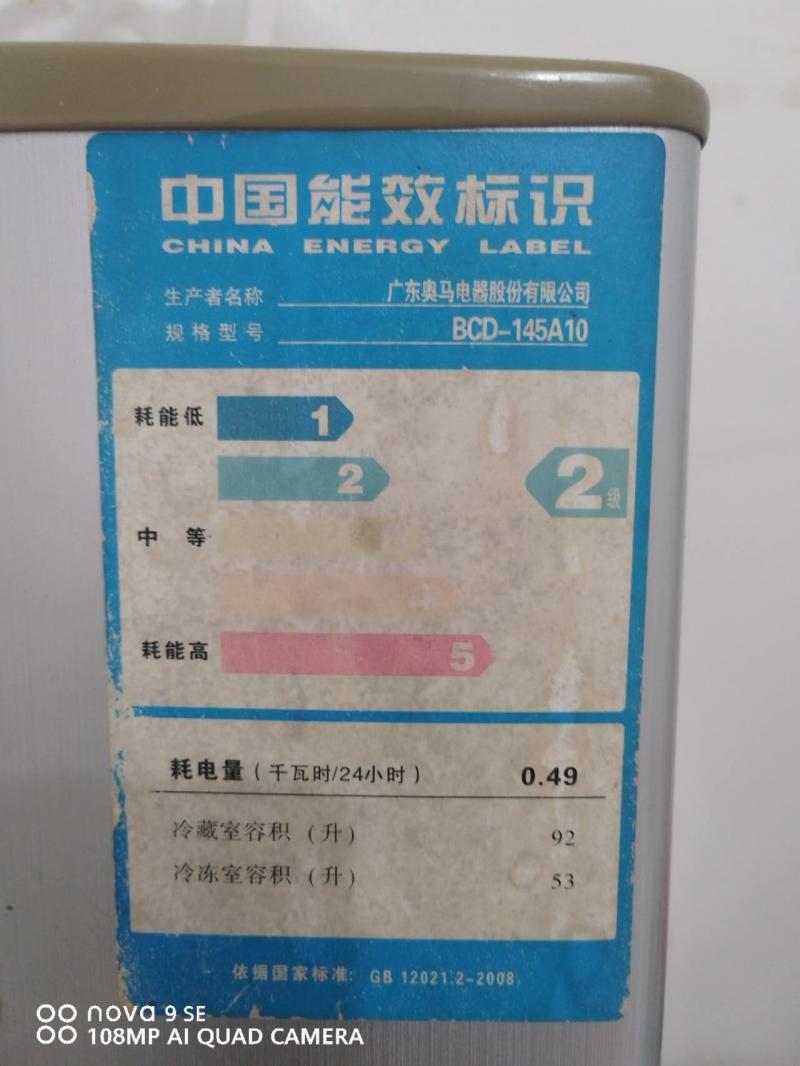 中国能效标识
CHINA ENERGY LABEL
生产者名称 广东奥马电器股份有限公司
规格型号 BCD-145A10
耗能低 1
2
2级
中 等
4
耗能高 5
耗电量(千瓦时/24小时) 0.49
冷藏室容积(升) 92
冷冻室容积(升) 53
依据国家标准: GB 12021.2-2008
nova 9 SE
108MP AI QUAD CAMERA